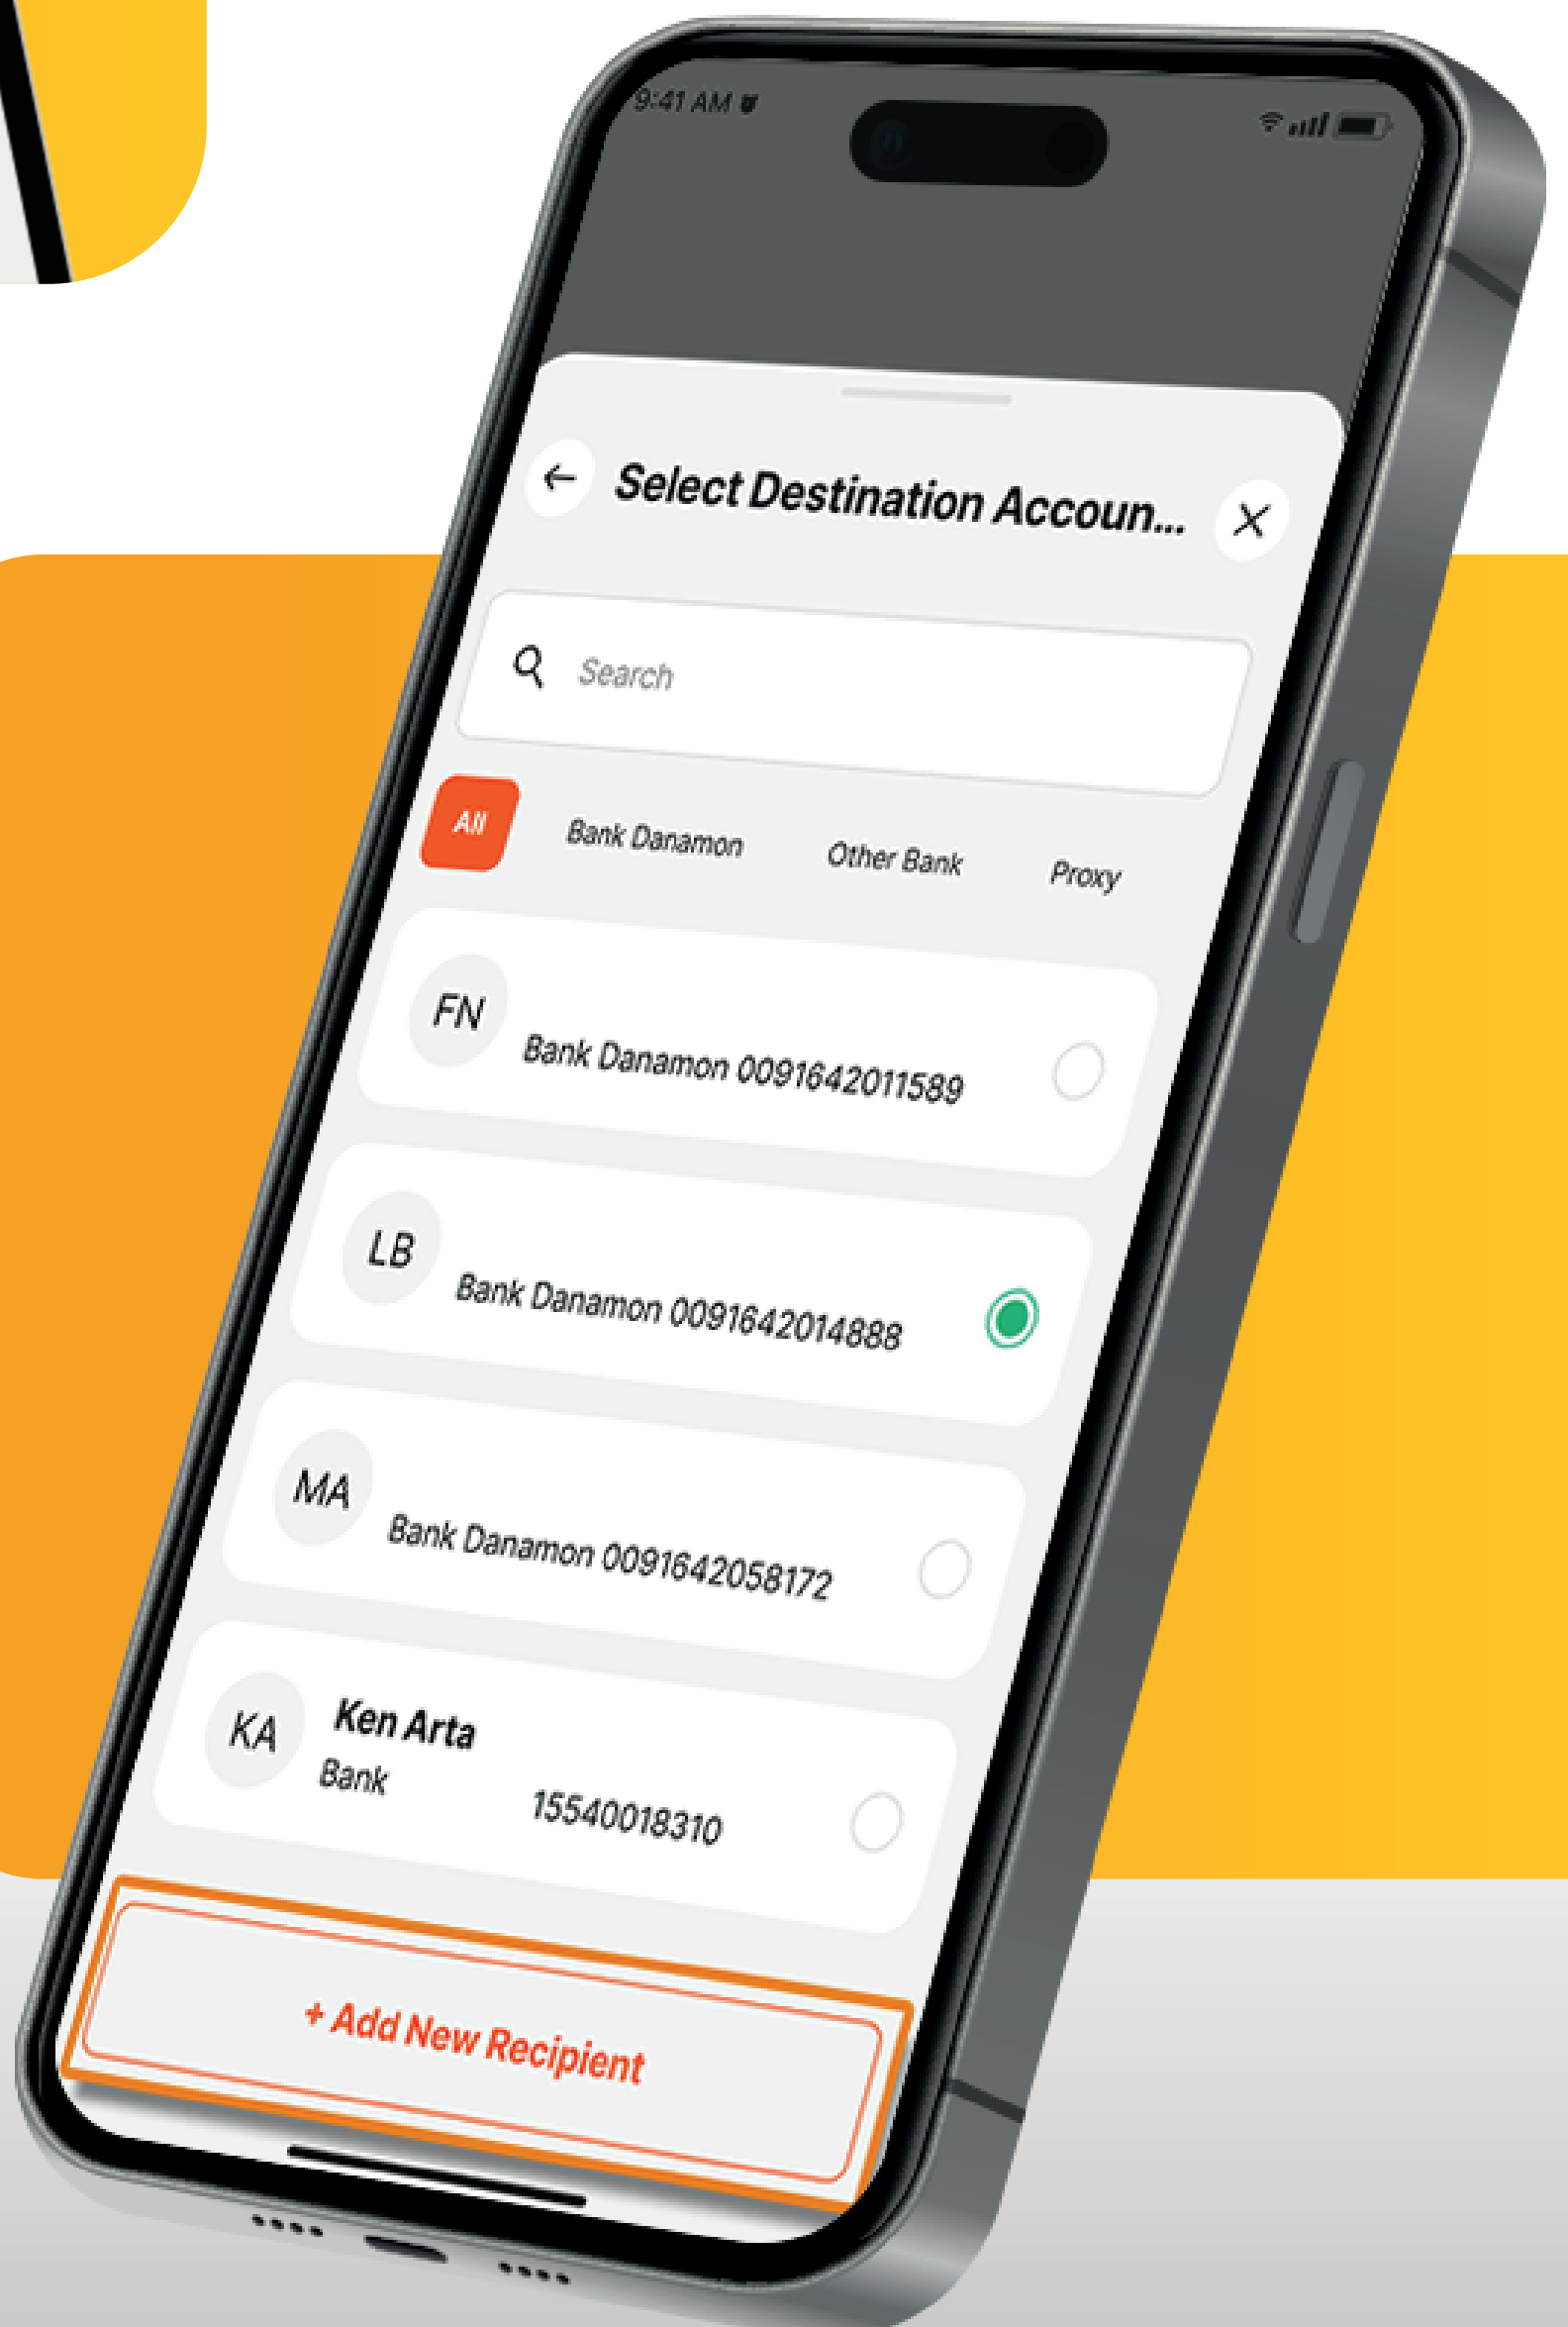 9:41 AM
Select Destination Accoun...
Search
All
Bank Danamon
Other Bank
Proxy
FN
Bank Danamon 0091642011589
LB
Bank Danamon 0091642014888
MA
Bank Danamon 0091642058172
KA
Ken Arta
Bank 15540018310
+ Add New Recipient